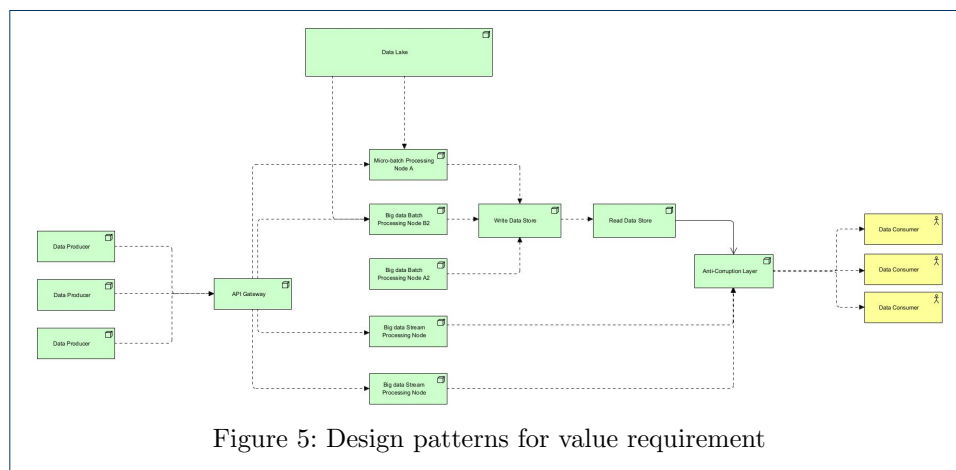 Data Lake
Micro-batch Processing
Node A
Big data Batch
Processing Node B2
Write Data Store
Read Data Store
Data Consumer
Data Producer
Big data Batch
Processing Node A2
Anti-Corruption Layer
Data Consumer
Data Producer
API Gateway
Data Consumer
Big data Stream
Processing Node
Data Producer
Big data Stream
Processing Node
Figure 5: Design patterns for value requirement